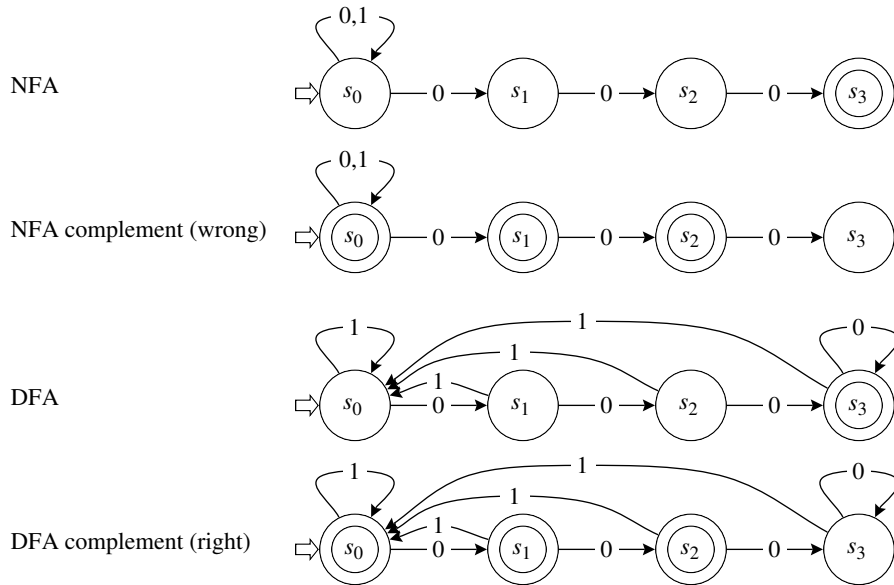 0,1
NFA s0 0 s1 0 s2 0 s3
0,1
NFA complement (wrong) s0 0 s1 0 s2 0 s3
1 1 0
1
1
DFA s0 0 s1 0 s2 0 s3
1 1 0
1
1
DFA complement (right) s0 0 s1 0 s2 0 s3